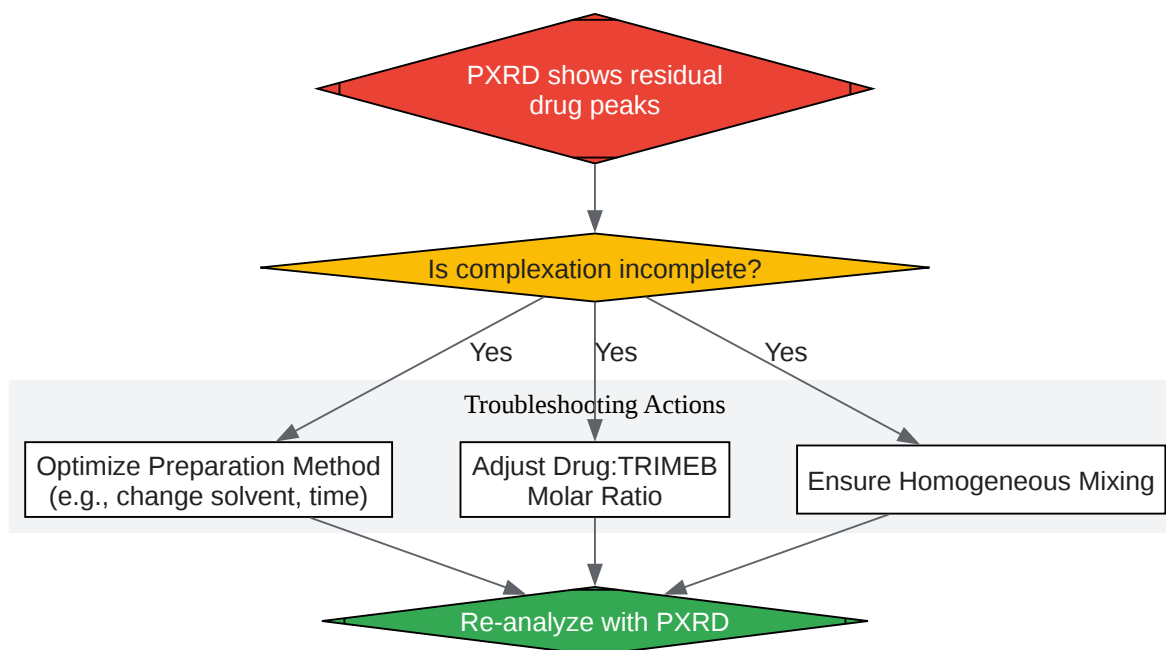 PXRD shows residual
drug peaks
Is complexation incomplete?
Yes
Yes
Yes
Troubleshooting Actions
Optimize Preparation Method
(e.g., change solvent, time)
Adjust Drug:TRIMEB
Molar Ratio
Ensure Homogeneous Mixing
Re-analyze with PXRD